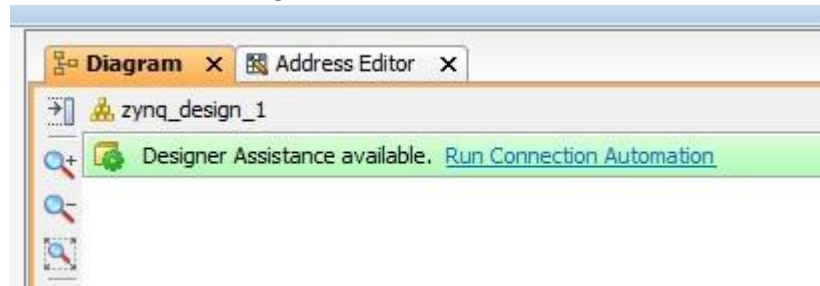 Diagram X Address Editor X
zynq_design_1
Designer Assistance available. Run Connection Automation